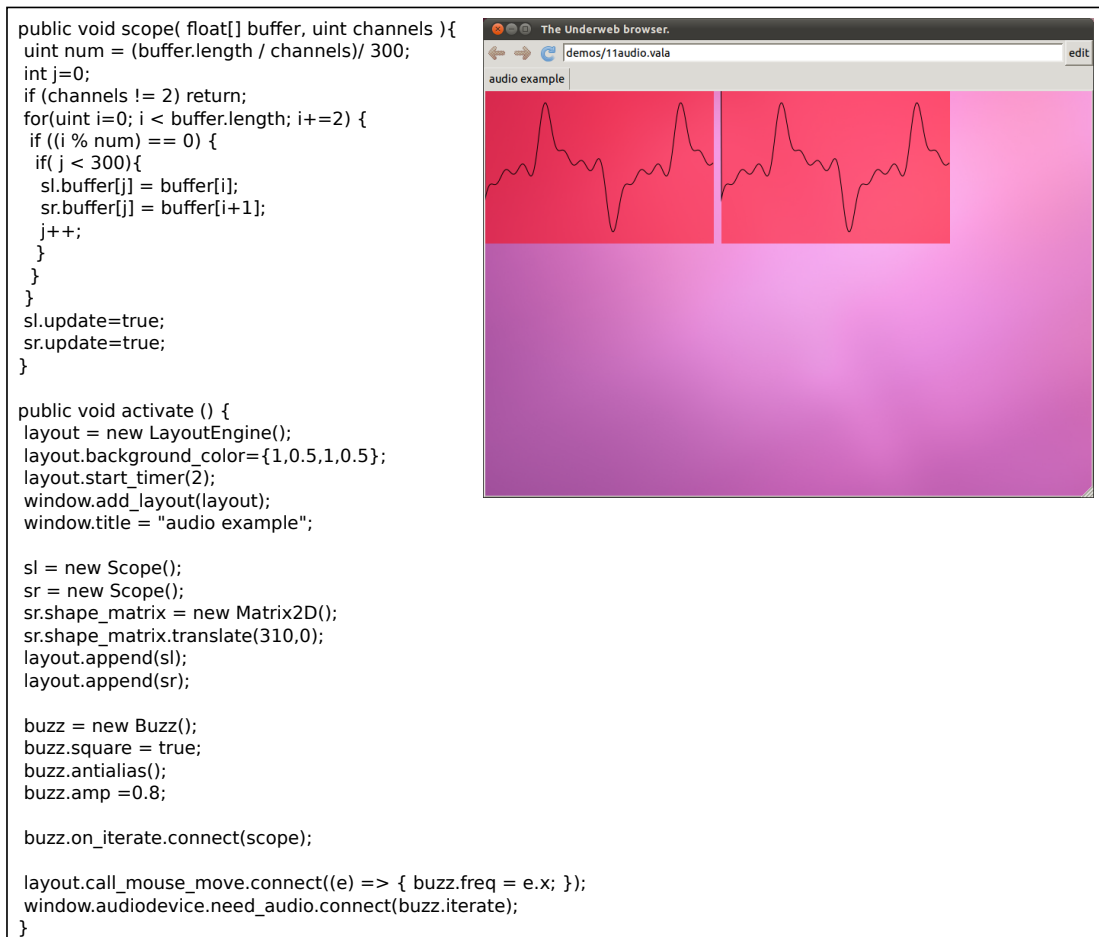 public void scope( float[] buffer, uint channels ){
uint num = (buffer.length / channels)/ 300;
int j=0;
if (channels != 2) return;
for(uint i=0; i < buffer.length; i+=2) {
if ((i % num) == 0) {
if( j < 300){
sl.buffer[j] = buffer[i];
sr.buffer[j] = buffer[i+1];
j++;
}
}
}
sl.update=true;
sr.update=true;
}
public void activate () {
layout = new LayoutEngine();
layout.background_color={1,0.5,1,0.5};
layout.start_timer(2);
window.add_layout(layout);
window.title = "audio example";
sl = new Scope();
sr = new Scope();
sr.shape_matrix = new Matrix2D();
sr.shape_matrix.translate(310,0);
layout.append(sl);
layout.append(sr);
buzz = new Buzz();
buzz.square = true;
buzz.antialias();
buzz.amp =0.8;
buzz.on_iterate.connect(scope);
layout.call_mouse_move.connect((e) => { buzz.freq = e.x; });
window.audiodevice.need_audio.connect(buzz.iterate);
}
The Underweb browser.
demos/11audio.vala
edit
audio example